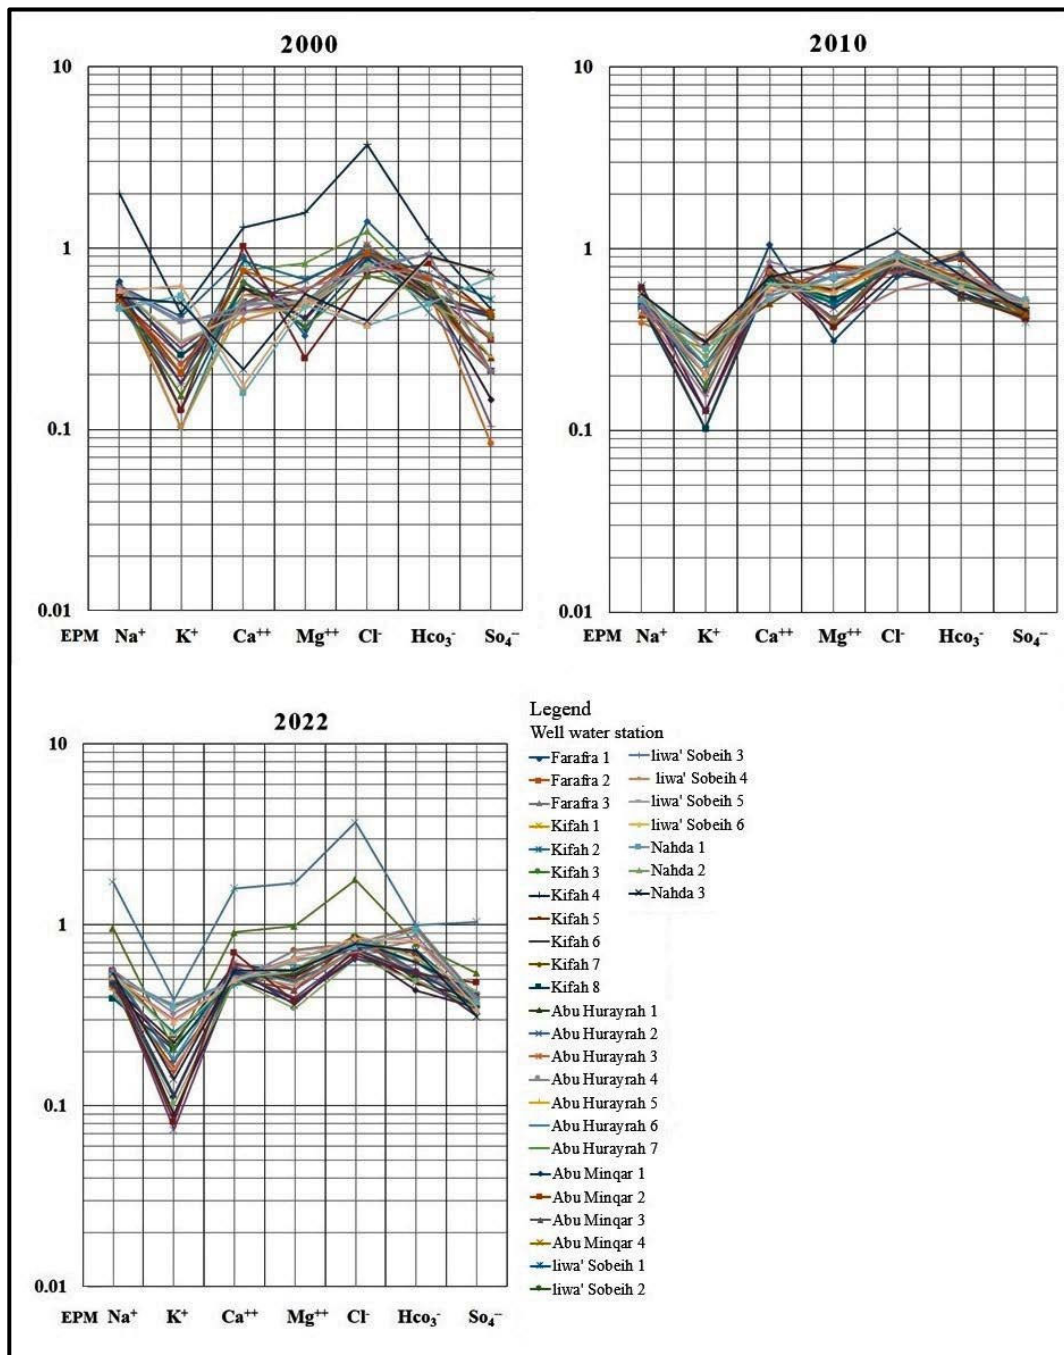 2000
10
1
0.1
0.01
EPM Na⁺ K⁺ Ca⁺⁺ Mg⁺⁺ Cl⁻ Hco₃⁻ So₄⁻⁻
2010
10
1
0.1
0.01
EPM Na⁺ K⁺ Ca⁺⁺ Mg⁺⁺ Cl⁻ Hco₃⁻ So₄⁻⁻
2022
10
1
0.1
0.01
EPM Na⁺ K⁺ Ca⁺⁺ Mg⁺⁺ Cl⁻ Hco₃⁻ So₄⁻⁻
Legend
Well water station
Farafra 1
Farafra 2
Farafra 3
Kifah 1
Kifah 2
Kifah 3
Kifah 4
Kifah 5
Kifah 6
Kifah 7
Kifah 8
Abu Hurayrah 1
Abu Hurayrah 2
Abu Hurayrah 3
Abu Hurayrah 4
Abu Hurayrah 5
Abu Hurayrah 6
Abu Hurayrah 7
Abu Minqar 1
Abu Minqar 2
Abu Minqar 3
Abu Minqar 4
liwa' Sobeih 1
liwa' Sobeih 2
liwa' Sobeih 3
liwa' Sobeih 4
liwa' Sobeih 5
liwa' Sobeih 6
Nahda 1
Nahda 2
Nahda 3